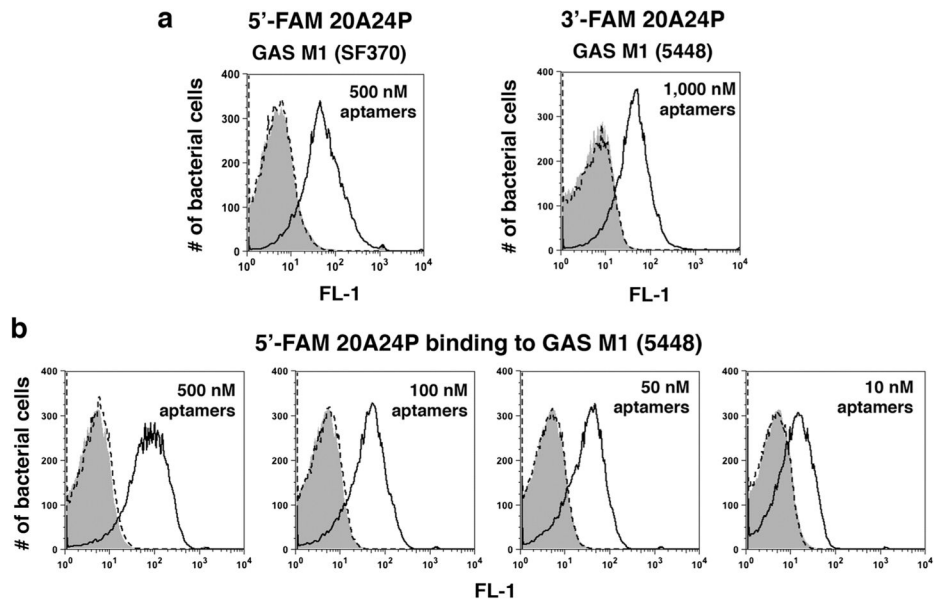 a
5’-FAM 20A24P
3’-FAM 20A24P
GAS M1 (SF370)
GAS M1 (5448)
# of bacterial cells
400
300
200
100
0
500 nM
aptamers
10⁰ 10¹ 10² 10³ 10⁴
FL-1
# of bacterial cells
400
300
200
100
0
1,000 nM
aptamers
10⁰ 10¹ 10² 10³ 10⁴
FL-1
b
5’-FAM 20A24P binding to GAS M1 (5448)
# of bacterial cells
400
300
200
100
0
500 nM
aptamers
10⁰ 10¹ 10² 10³ 10⁴
400
300
200
100
0
100 nM
aptamers
10⁰ 10¹ 10² 10³ 10⁴
400
300
200
100
0
50 nM
aptamers
10⁰ 10¹ 10² 10³ 10⁴
400
300
200
100
0
10 nM
aptamers
10⁰ 10¹ 10² 10³ 10⁴
FL-1